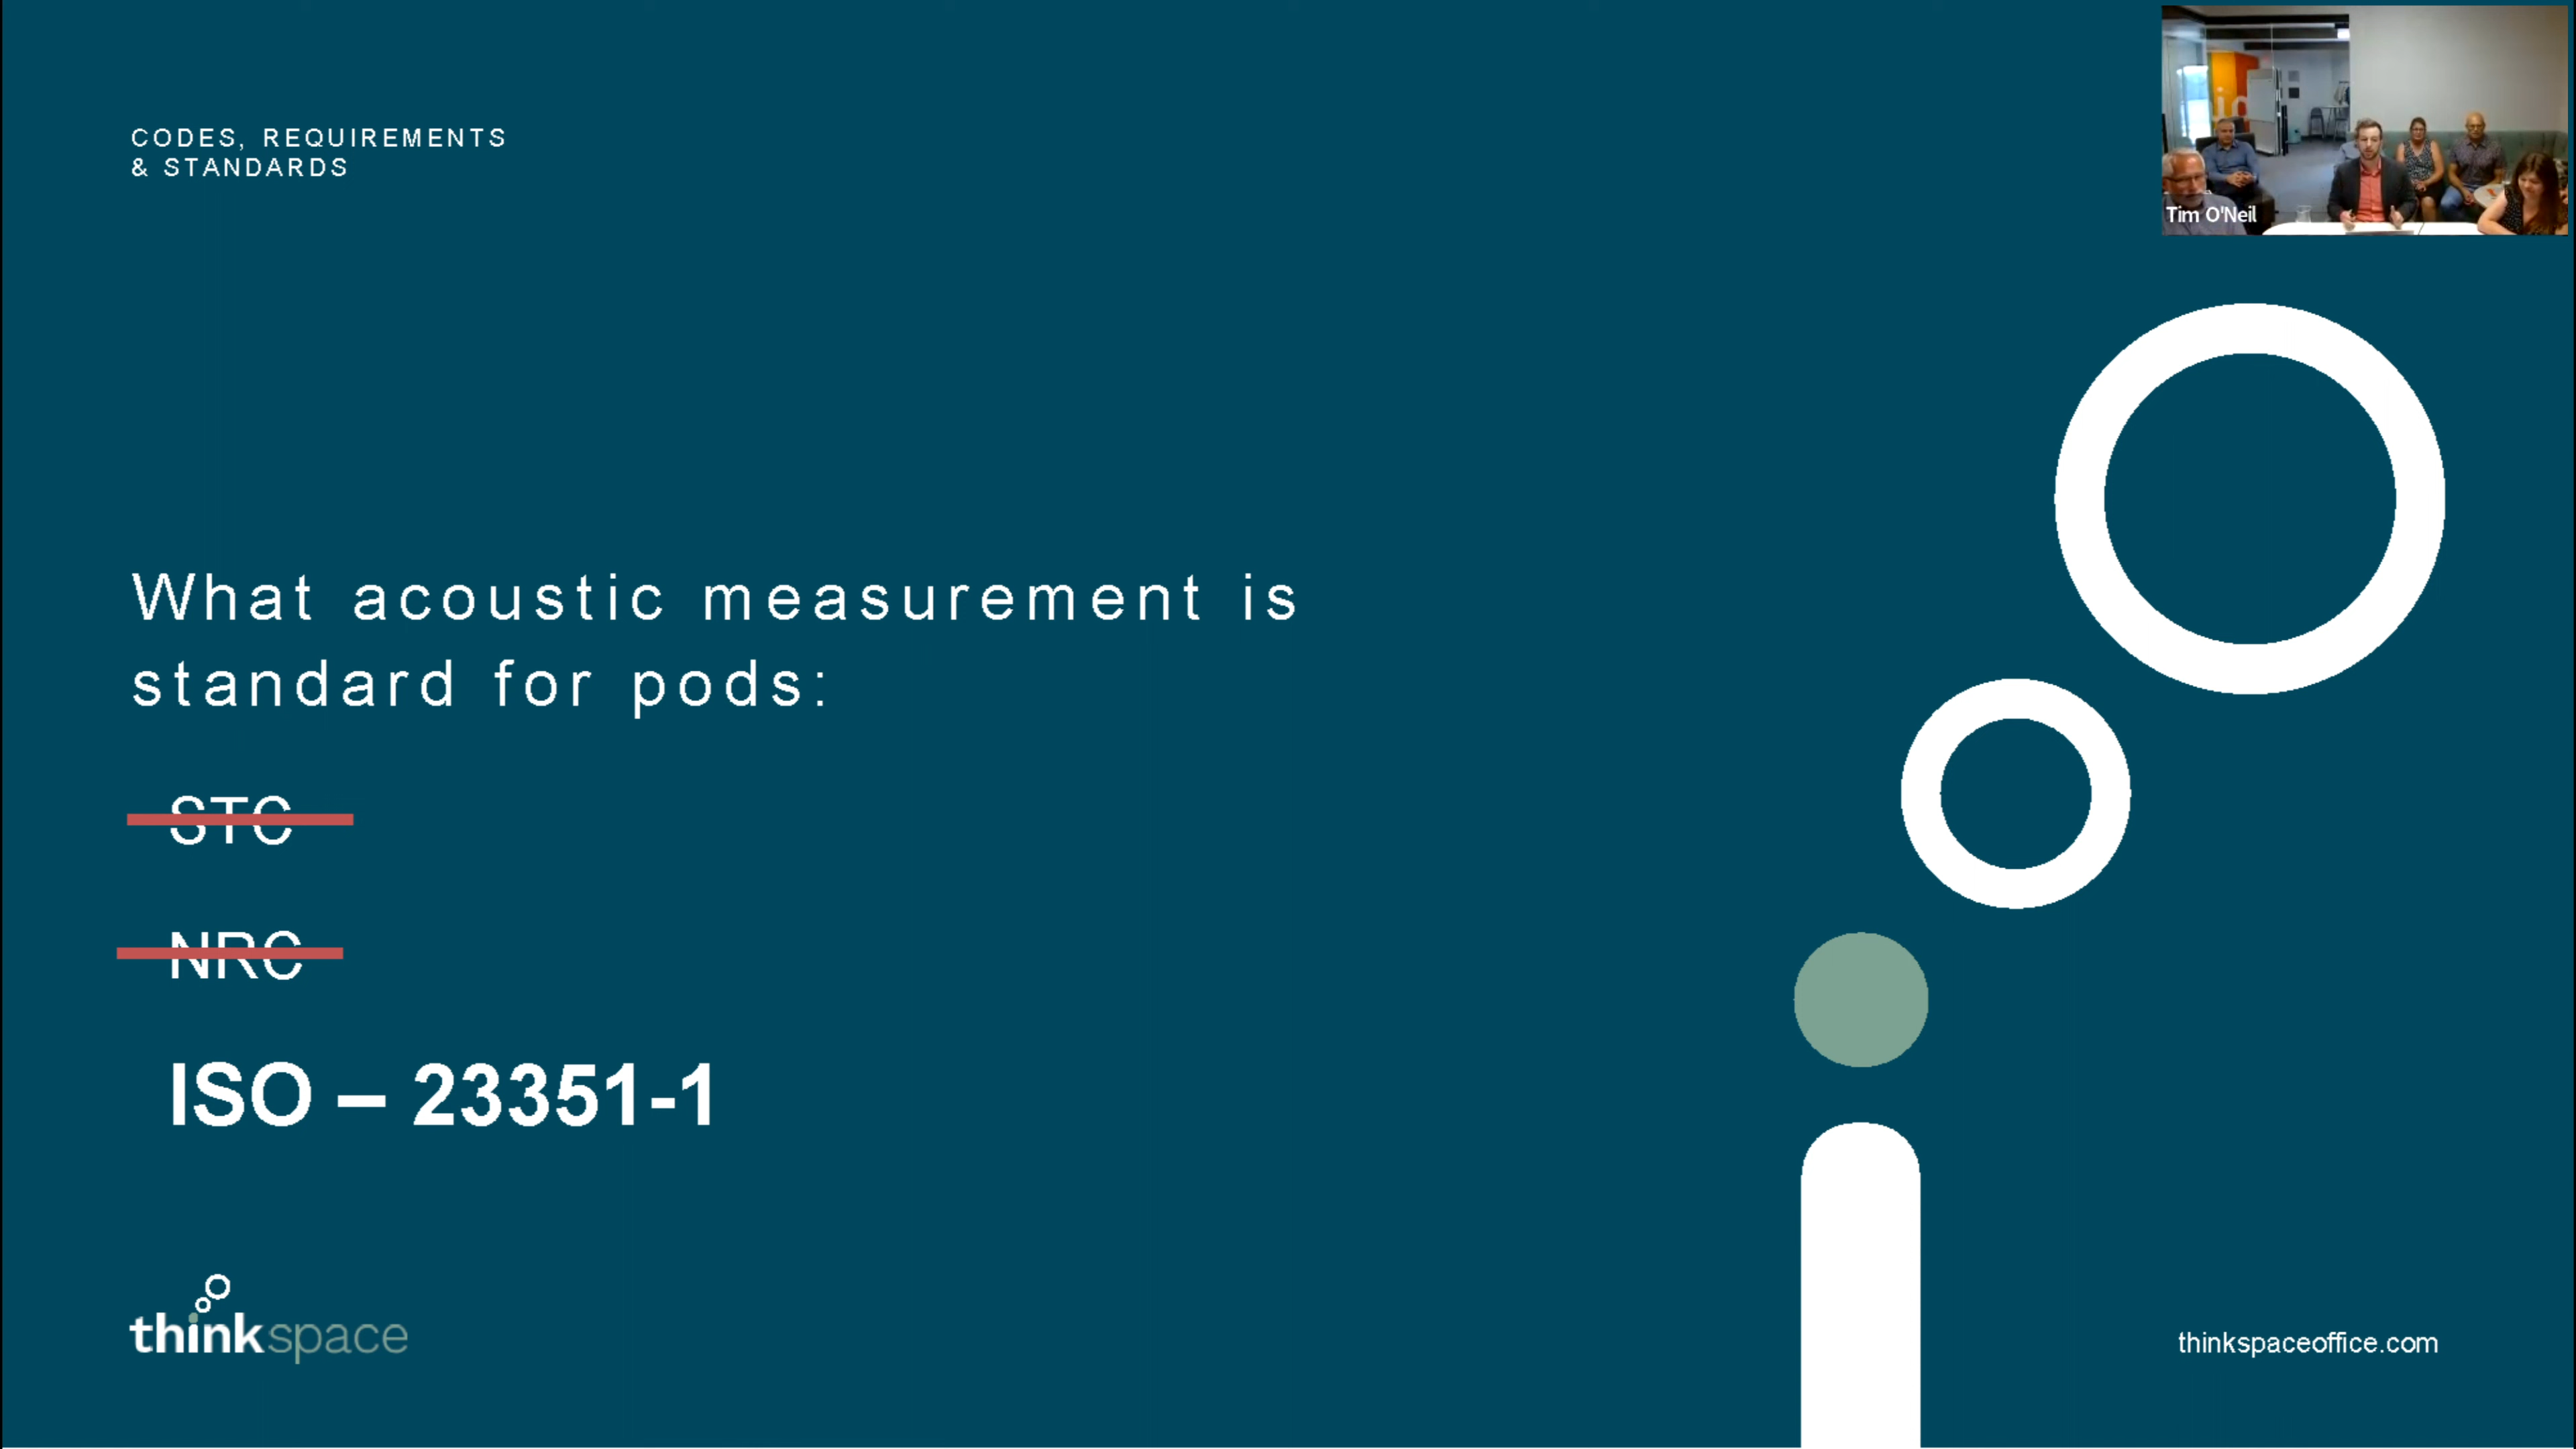 CODES, REQUIREMENTS
& STANDARDS
Tim O'Neil
What acoustic measurement is
standard for pods:
STC
NRC
ISO – 23351-1
thinkspace
thinkspaceoffice.com